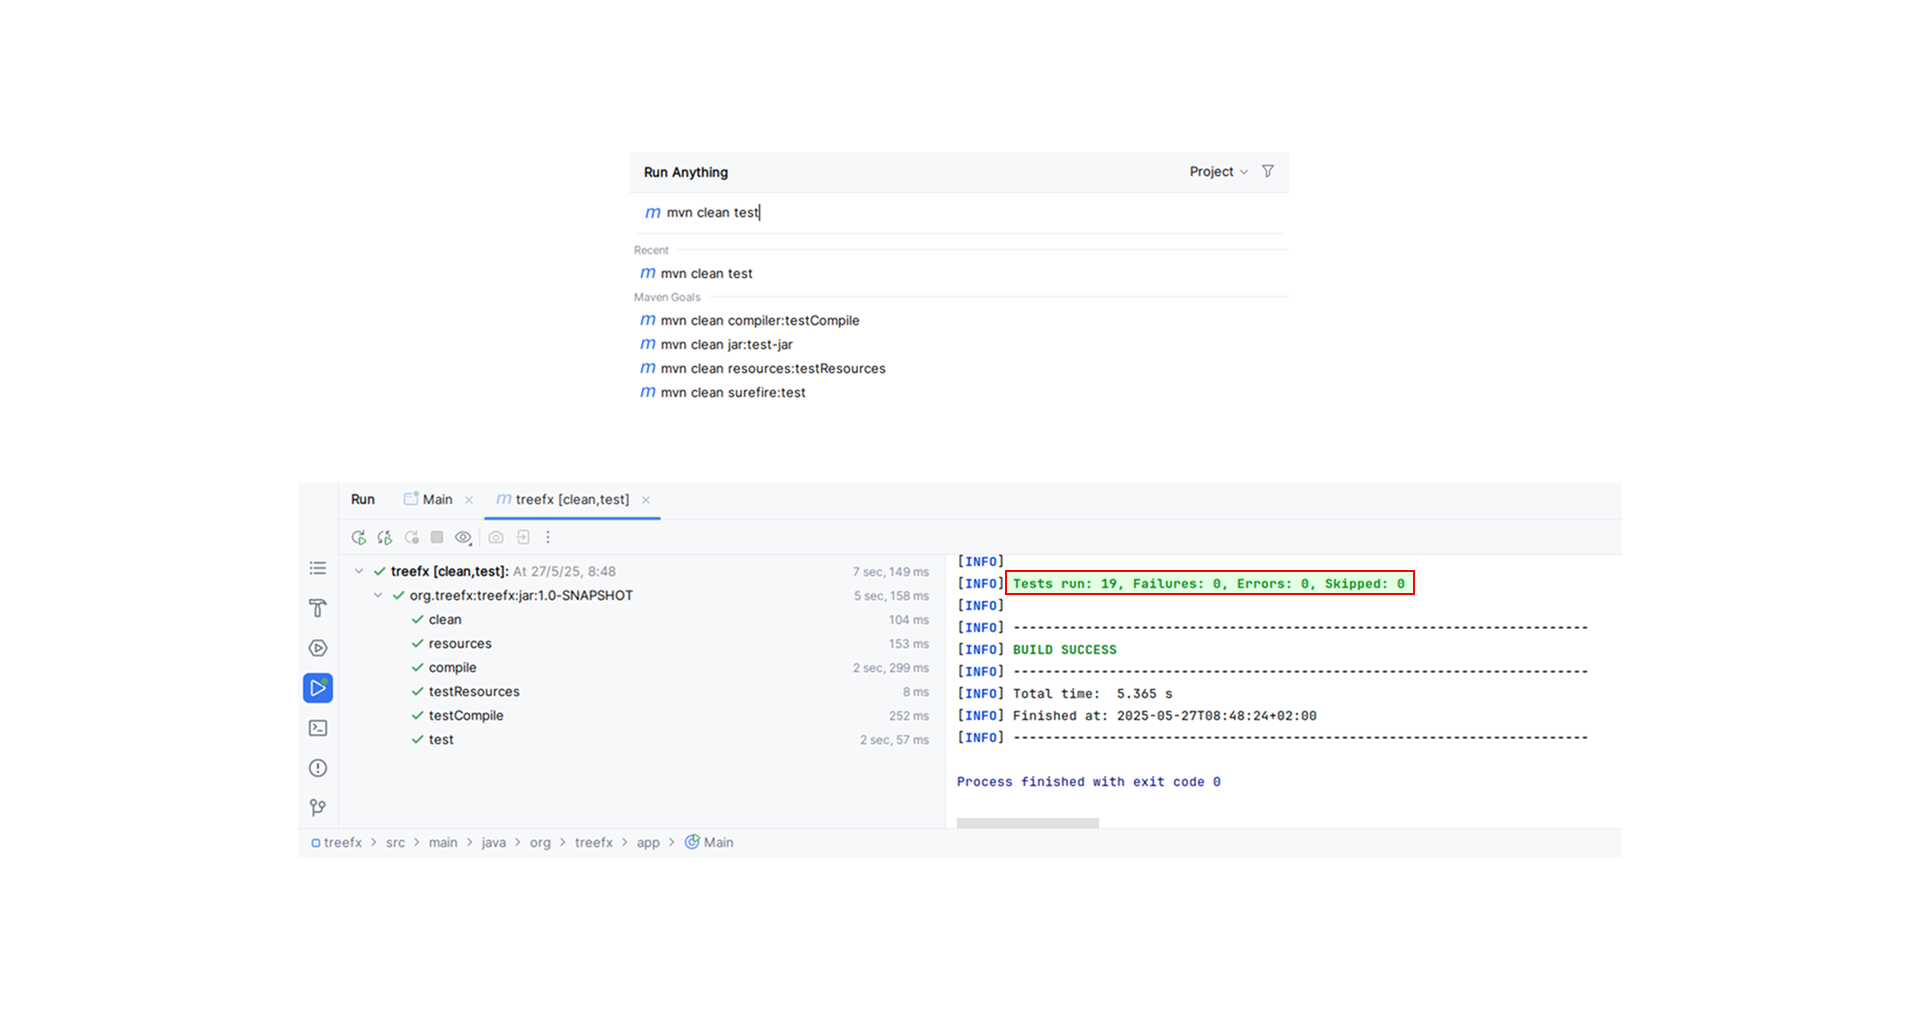 Run Anything Project
m mvn clean test
Recent
m mvn clean test
Maven Goals
m mvn clean compiler:testCompile
m mvn clean jar:test-jar
m mvn clean resources:testResources
m mvn clean surefire:test
Run Main m treefx [clean,test]
treefx [clean,test]: At 27/5/25, 8:48 7 sec, 149 ms
org.treefx:treefx:jar:1.0-SNAPSHOT 5 sec, 158 ms
clean 104 ms
resources 153 ms
compile 2 sec, 299 ms
testResources 8 ms
testCompile 252 ms
test 2 sec, 57 ms
[INFO]
[INFO] Tests run: 19, Failures: 0, Errors: 0, Skipped: 0
[INFO]
[INFO] ------------------------------------------------------------------------
[INFO] BUILD SUCCESS
[INFO] ------------------------------------------------------------------------
[INFO] Total time:  5.365 s
[INFO] Finished at: 2025-05-27T08:48:24+02:00
[INFO] ------------------------------------------------------------------------
Process finished with exit code 0
treefx > src > main > java > org > treefx > app > Main